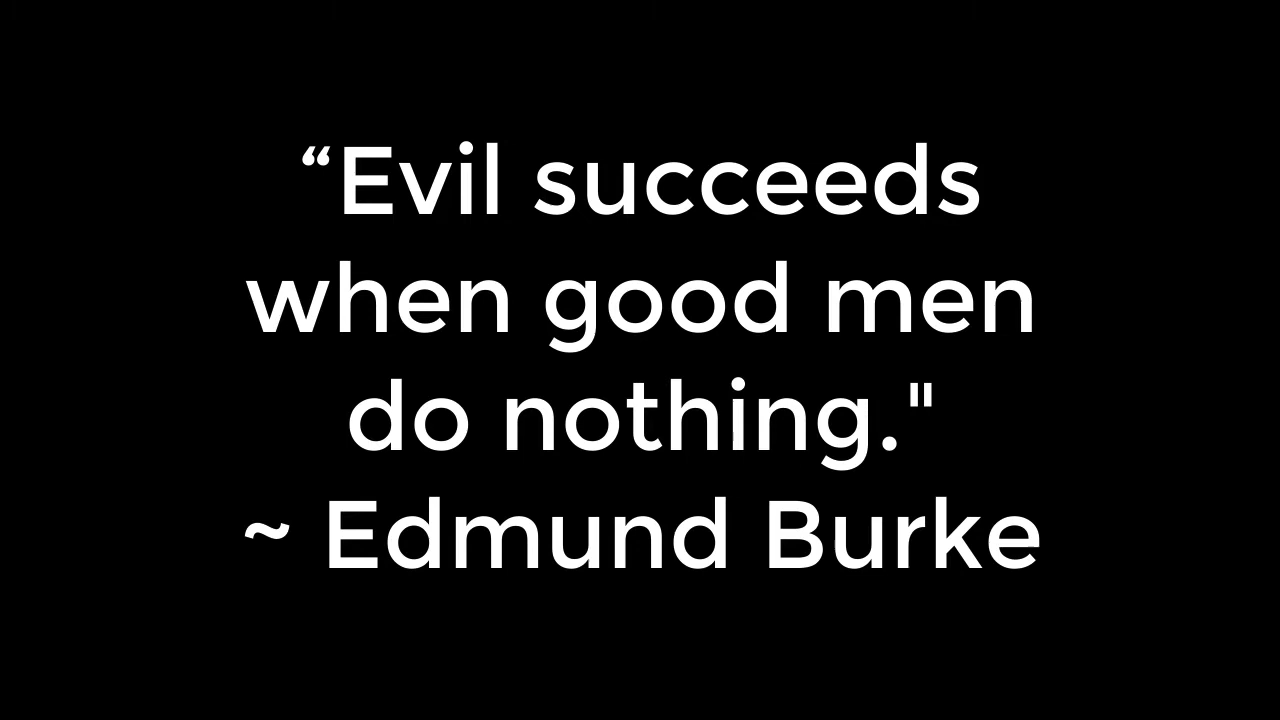 “Evil succeeds
when good men
do nothing."
~ Edmund Burke